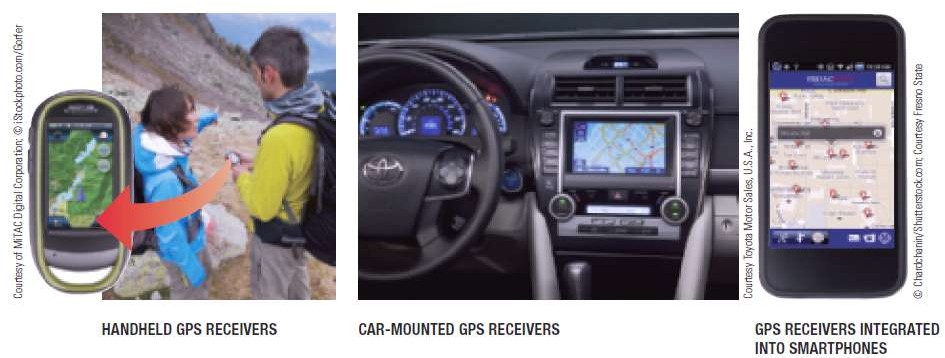 Courtesy of MiTAC Digital Corporation; © iStockphoto.com/Gorfer
Courtesy Toyota Motor Sales, U.S.A., Inc.
© Chardchanin/Shutterstock.com; Courtesy Fresno State
HANDHELD GPS RECEIVERS
CAR-MOUNTED GPS RECEIVERS
GPS RECEIVERS INTEGRATED
INTO SMARTPHONES